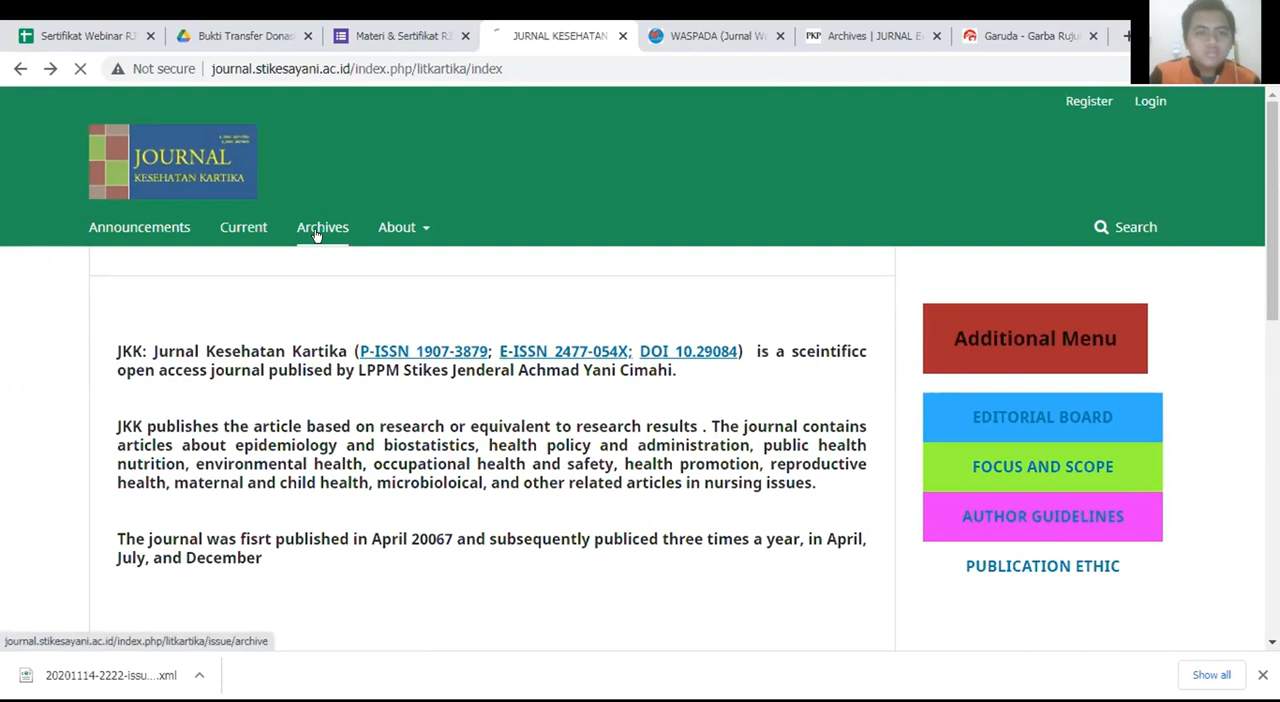 Sertifikat Webinar RJ
Bukti Transfer Donas
Materi & Sertifikat RJ
JURNAL KESEHATAN
WASPADA (Jurnal Wa
PKP
Archives | JURNAL E
Garuda - Garba Ruju
Not secure
journal.stikesayani.ac.id/index.php/litkartika/index
Register
Login
JOURNAL
KESEHATAN KARTIKA
Announcements
Current
Archives
About
Search
JKK: Jurnal Kesehatan Kartika (P-ISSN 1907-3879; E-ISSN 2477-054X; DOI 10.29084) is a sceintificc
open access journal publised by LPPM Stikes Jenderal Achmad Yani Cimahi.
JKK publishes the article based on research or equivalent to research results . The journal contains
articles about epidemiology and biostatistics, health policy and administration, public health
nutrition, environmental health, occupational health and safety, health promotion, reproductive
health, maternal and child health, microbioloical, and other related articles in nursing issues.
The journal was fisrt published in April 20067 and subsequently publiced three times a year, in April,
July, and December
Additional Menu
EDITORIAL BOARD
FOCUS AND SCOPE
AUTHOR GUIDELINES
PUBLICATION ETHIC
journal.stikesayani.ac.id/index.php/litkartika/issue/archive
20201114-2222-issu....xml
Show all